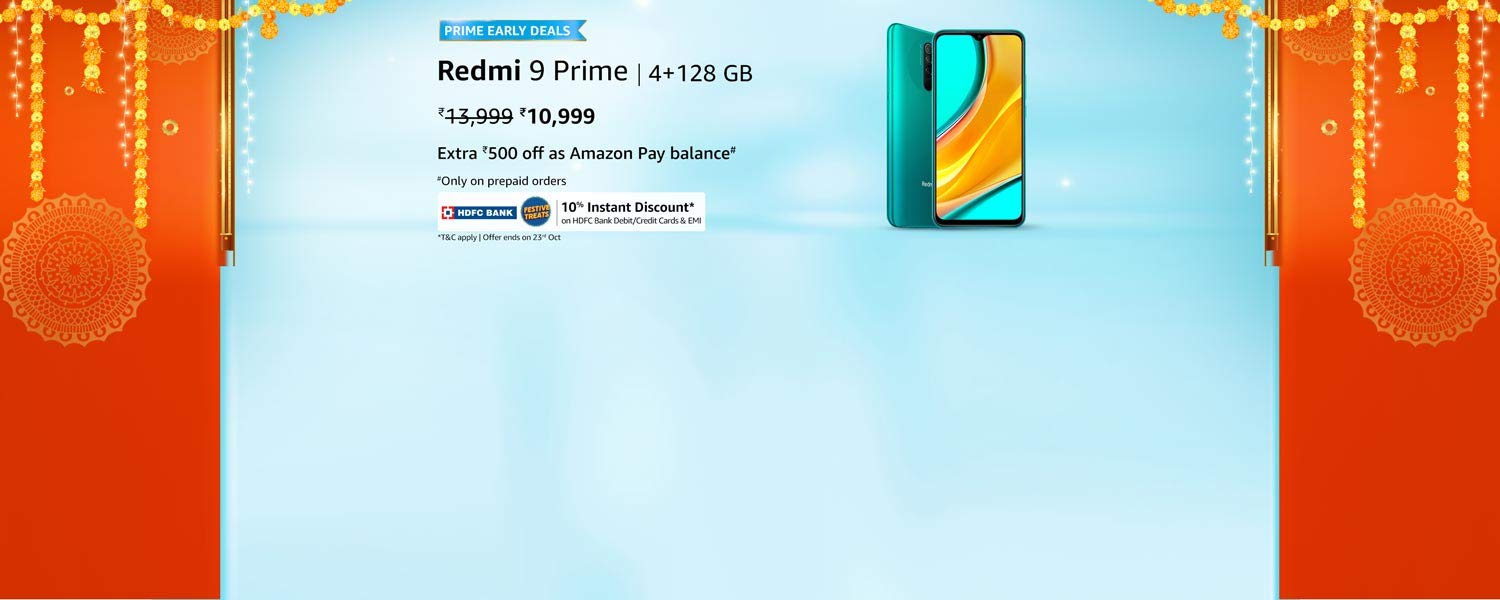 PRIME EARLY DEALS
Redmi 9 Prime | 4+128 GB
₹13,999 ₹10,999
Extra ₹500 off as Amazon Pay balance#
#Only on prepaid orders
HDFC BANK FESTIVE TREATS 10% Instant Discount*
on HDFC Bank Debit/Credit Cards & EMI
*T&C apply | Offer ends on 23rd Oct
Redmi